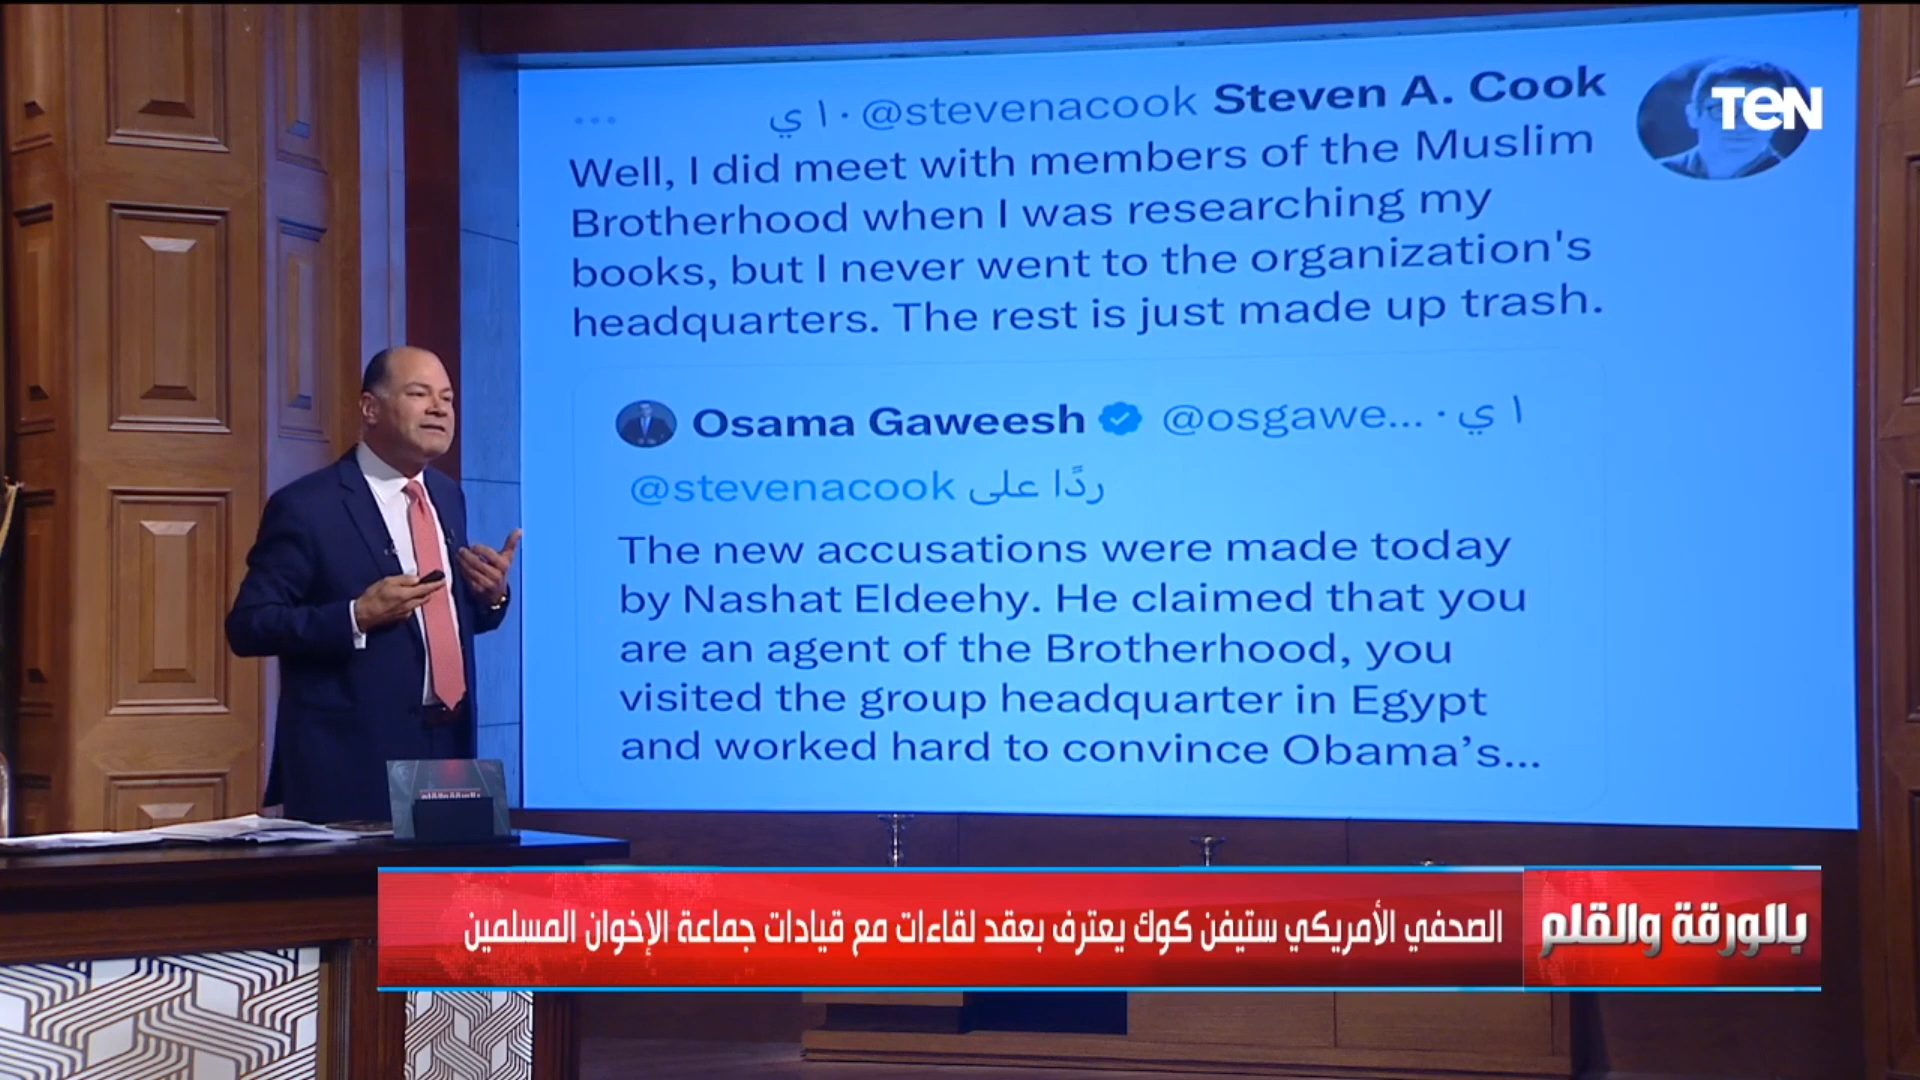 TeN
Steven A. Cook @stevenacook · ١ ي
Well, I did meet with members of the Muslim
Brotherhood when I was researching my
books, but I never went to the organization's
headquarters. The rest is just made up trash.
Osama Gaweesh @osgawe... · ١ ي
ردًا على @stevenacook
The new accusations were made today
by Nashat Eldeehy. He claimed that you
are an agent of the Brotherhood, you
visited the group headquarter in Egypt
and worked hard to convince Obama’s...
بالورقة والقلم
الصحفي الأمريكي ستيفن كوك يعترف بعقد لقاءات مع قيادات جماعة الإخوان المسلمين